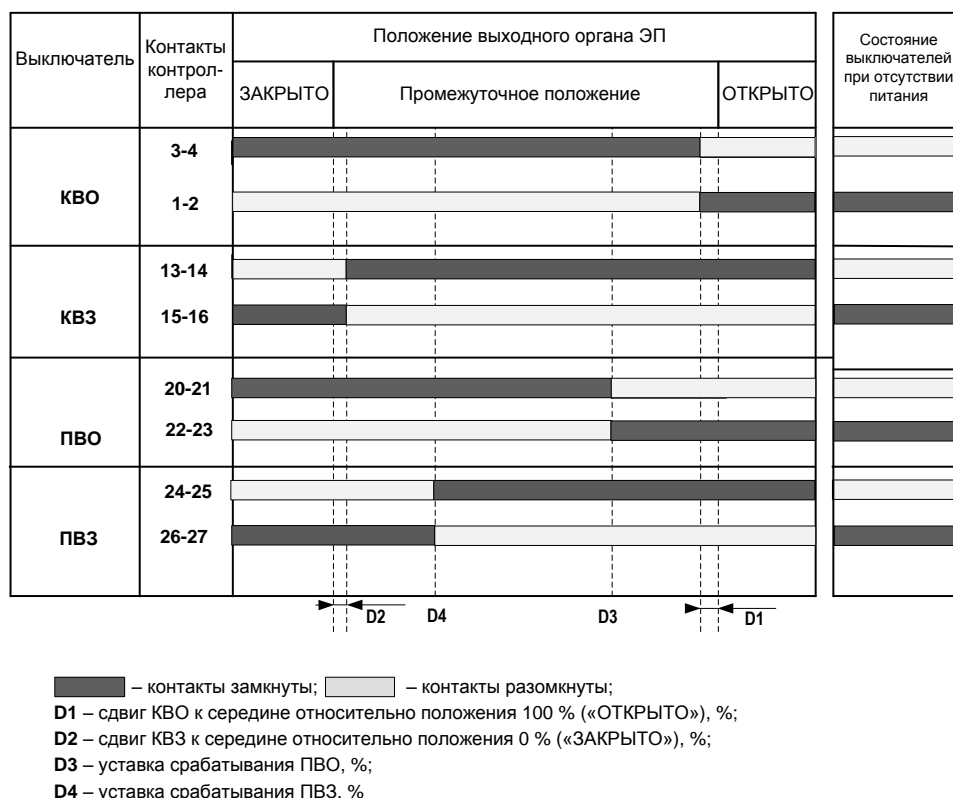 Выключатель
Контакты
контрол-
лера
Положение выходного органа ЭП
ЗАКРЫТО
Промежуточное положение
ОТКРЫТО
Состояние
выключателей
при отсутствии
питания
КВО
3-4
1-2
КВЗ
13-14
15-16
ПВО
20-21
22-23
ПВЗ
24-25
26-27
D2
D4
D3
D1
– контакты замкнуты; – контакты разомкнуты;
D1 – сдвиг КВО к середине относительно положения 100 % («ОТКРЫТО»), %;
D2 – сдвиг КВЗ к середине относительно положения 0 % («ЗАКРЫТО»), %;
D3 – уставка срабатывания ПВО, %;
D4 – уставка срабатывания ПВЗ, %